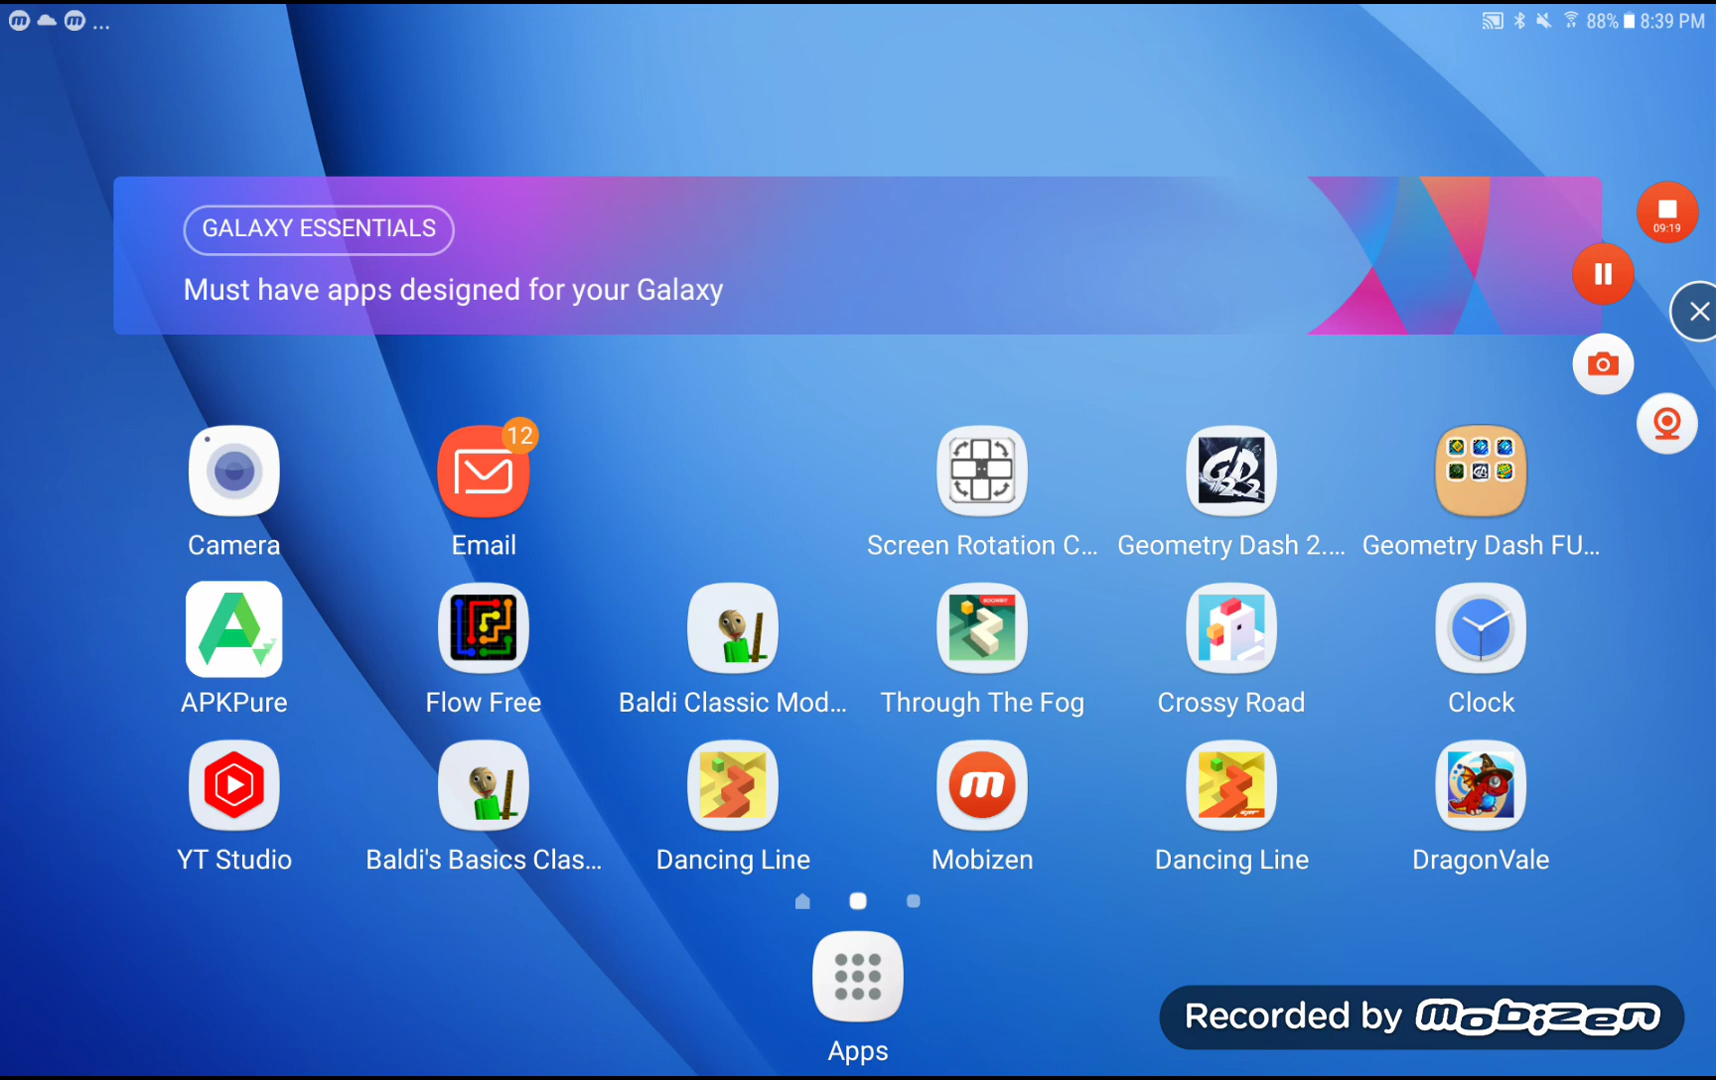 ... 88% 8:39 PM
GALAXY ESSENTIALS
Must have apps designed for your Galaxy
09:19
12
Camera Email Screen Rotation C... Geometry Dash 2.... Geometry Dash FU...
APKPure Flow Free Baldi Classic Mod... Through The Fog Crossy Road Clock
YT Studio Baldi's Basics Clas... Dancing Line Mobizen Dancing Line DragonVale
Apps
Recorded by mobizen